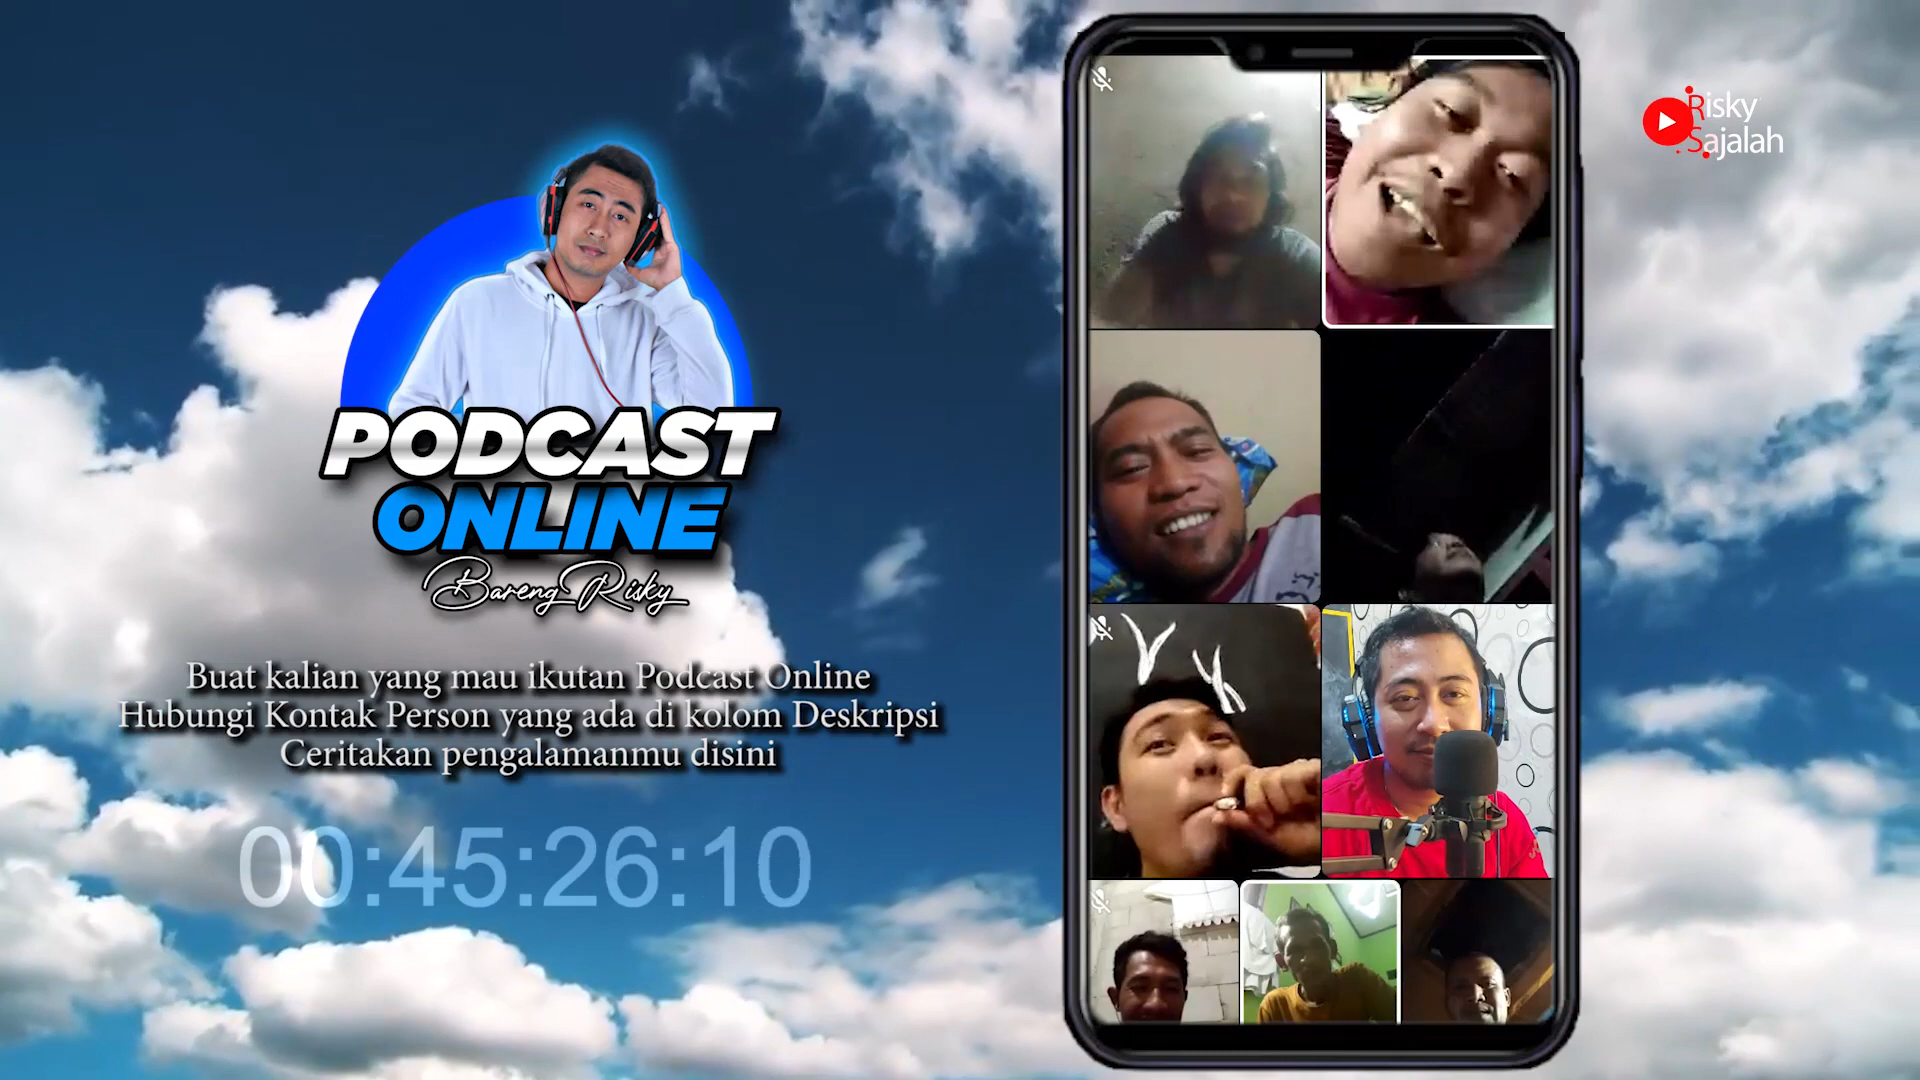 Risky
Sajalah
PODCAST
ONLINE
Bareng Risky
Buat kalian yang mau ikutan Podcast Online
Hubungi Kontak Person yang ada di kolom Deskripsi
Ceritakan pengalamanmu disini
00:45:26:10